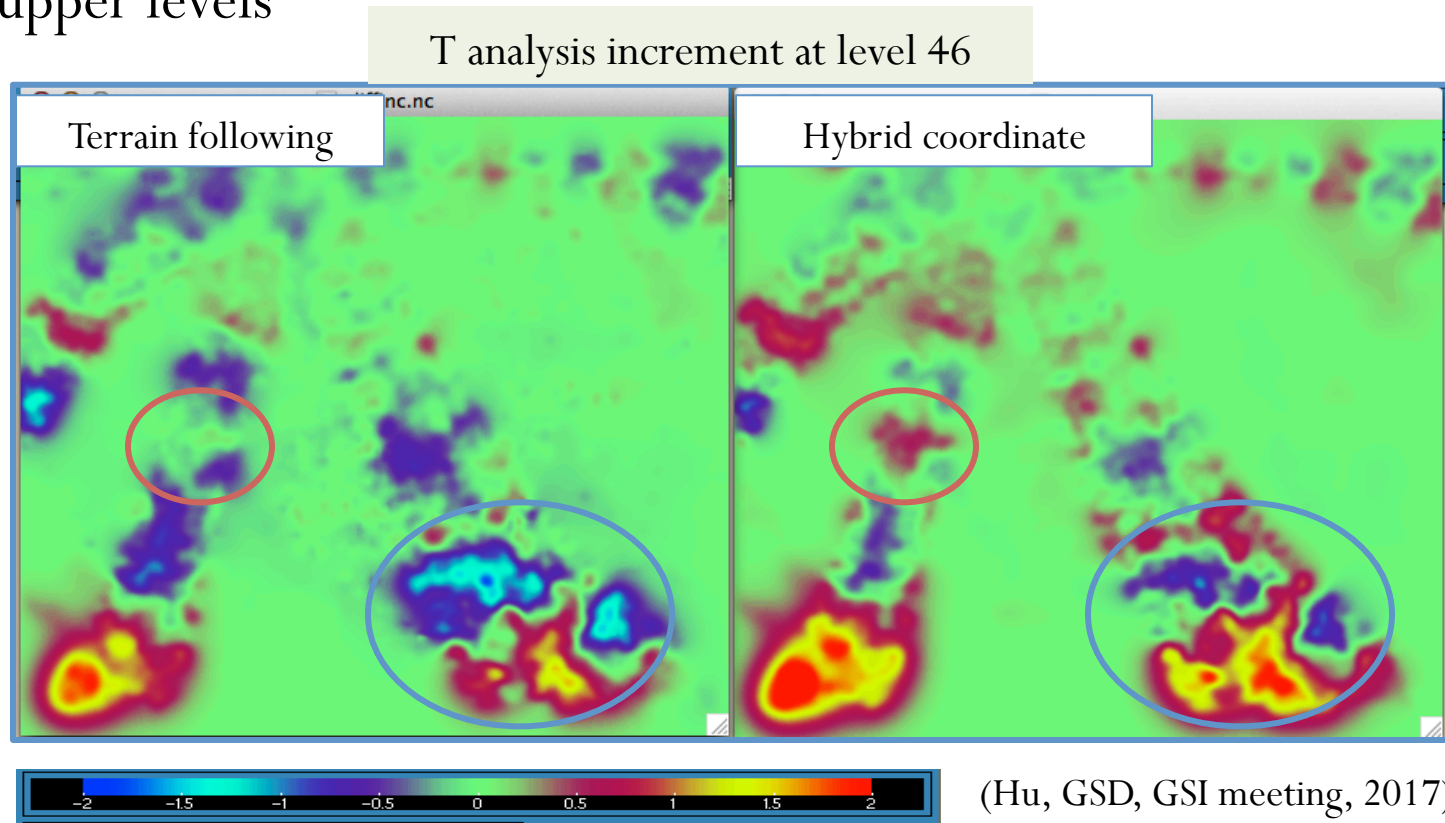 upper levels
T analysis increment at level 46
nc.nc
Terrain following
Hybrid coordinate
-2 -1.5 -1 -0.5 0 0.5 1 1.5 2
(Hu, GSD, GSI meeting, 2017)